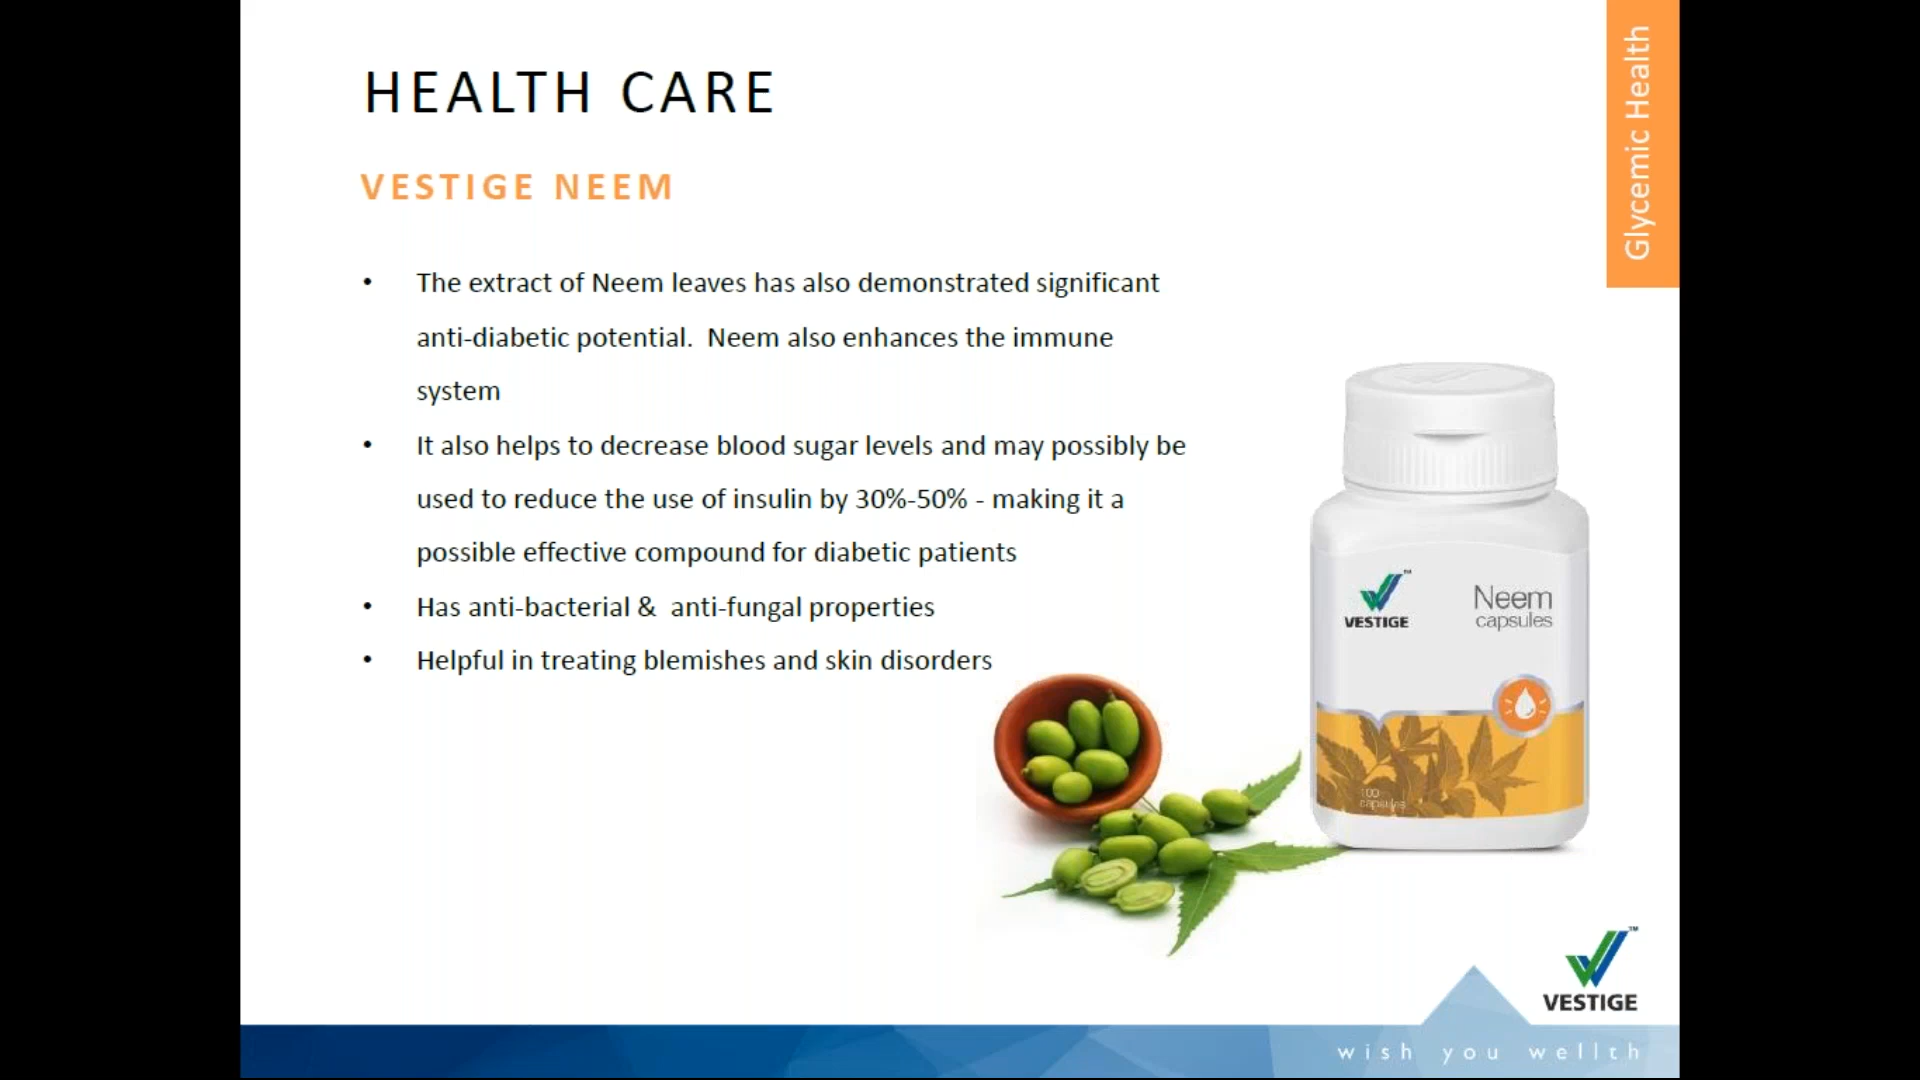 HEALTH CARE
Glycemic Health
VESTIGE NEEM
• The extract of Neem leaves has also demonstrated significant
anti-diabetic potential.  Neem also enhances the immune
system
• It also helps to decrease blood sugar levels and may possibly be
used to reduce the use of insulin by 30%-50% - making it a
possible effective compound for diabetic patients
• Has anti-bacterial &  anti-fungal properties
• Helpful in treating blemishes and skin disorders
VESTIGE
TM
Neem
capsules
100
capsules
TM
VESTIGE
wish you wellth